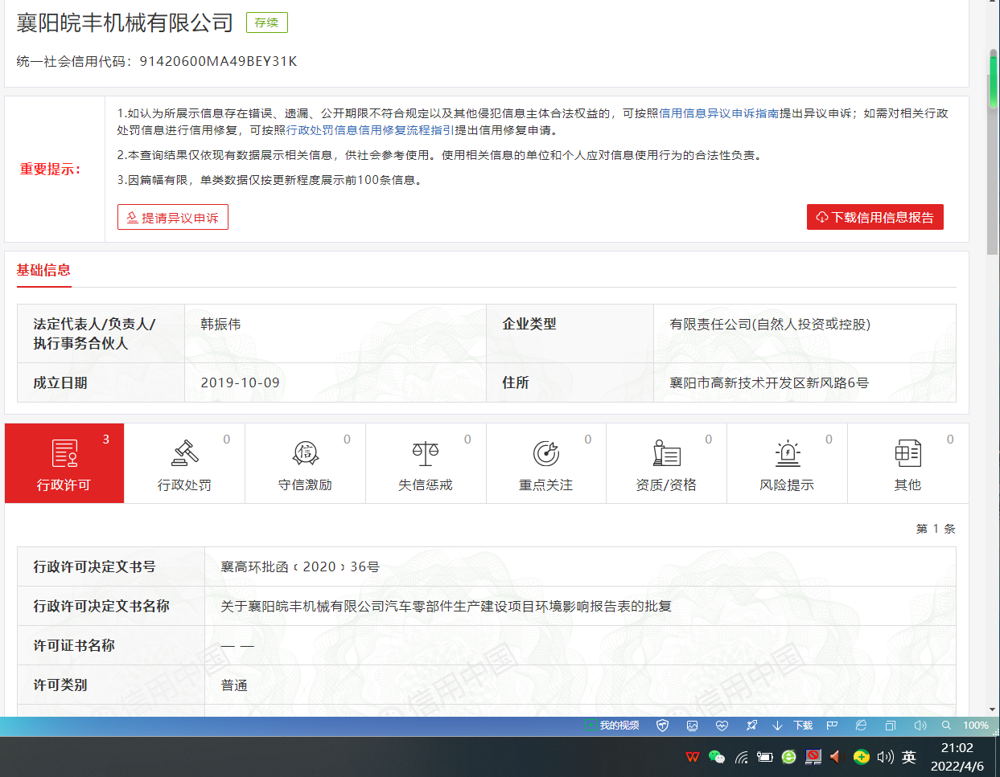 襄阳皖丰机械有限公司 存续
统一社会信用代码：91420600MA49BEY31K
重要提示：
1.如认为所展示信息存在错误、遗漏、公开期限不符合规定以及其他侵犯信息主体合法权益的，可按照信用信息异议申诉指南提出异议申诉；如需对相关行政
处罚信息进行信用修复，可按照行政处罚信息信用修复流程指引提出信用修复申请。
2.本查询结果仅依现有数据展示相关信息，供社会参考使用。使用相关信息的单位和个人应对信息使用行为的合法性负责。
3.因篇幅有限，单类数据仅按更新程度展示前100条信息。
提请异议申诉 下载信用信息报告
基础信息
法定代表人/负责人/
执行事务合伙人 韩振伟 企业类型 有限责任公司(自然人投资或控股)
成立日期 2019-10-09 住所 襄阳市高新技术开发区新风路6号
3 0 0 0 0 0 0 0
信
行政许可 行政处罚 守信激励 失信惩戒 重点关注 资质/资格 风险提示 其他
第 1 条
行政许可决定文书号 襄高环批函﹝2020﹞36号
行政许可决定文书名称 关于襄阳皖丰机械有限公司汽车零部件生产建设项目环境影响报告表的批复
许可证书名称 — —
许可类别 普通
信用中国 信用中国 信用中国
我的视频 下载 100%
英 21:02
2022/4/6